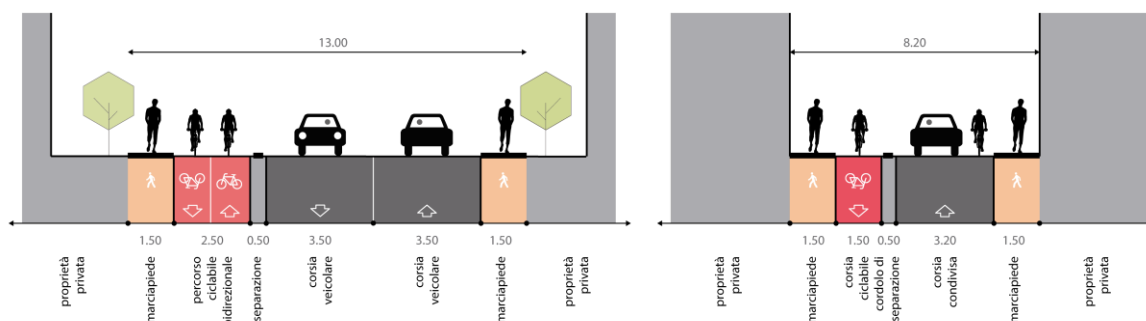 13.00
1.50
2.50
0.50
3.50
3.50
1.50
proprietà
privata
marciapiede
percorso
ciclabile
bidirezionale
separazione
corsia
veicolare
corsia
veicolare
marciapiede
proprietà
privata
8.20
1.50
1.50
0.50
3.20
1.50
proprietà
privata
marciapiede
corsia
ciclabile
cordolo di
separazione
corsia
condivisa
marciapiede
proprietà
privata